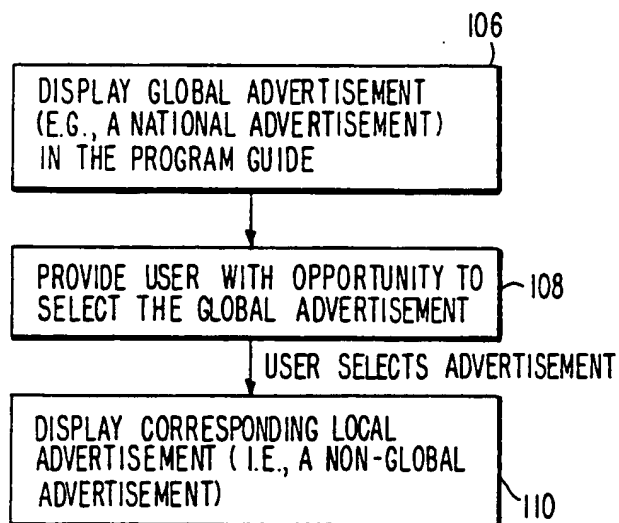 106
DISPLAY GLOBAL ADVERTISEMENT
(E.G., A NATIONAL ADVERTISEMENT)
IN THE PROGRAM GUIDE
PROVIDE USER WITH OPPORTUNITY TO
SELECT THE GLOBAL ADVERTISEMENT
108
USER SELECTS ADVERTISEMENT
DISPLAY CORRESPONDING LOCAL
ADVERTISEMENT ( I.E., A NON-GLOBAL
ADVERTISEMENT)
110